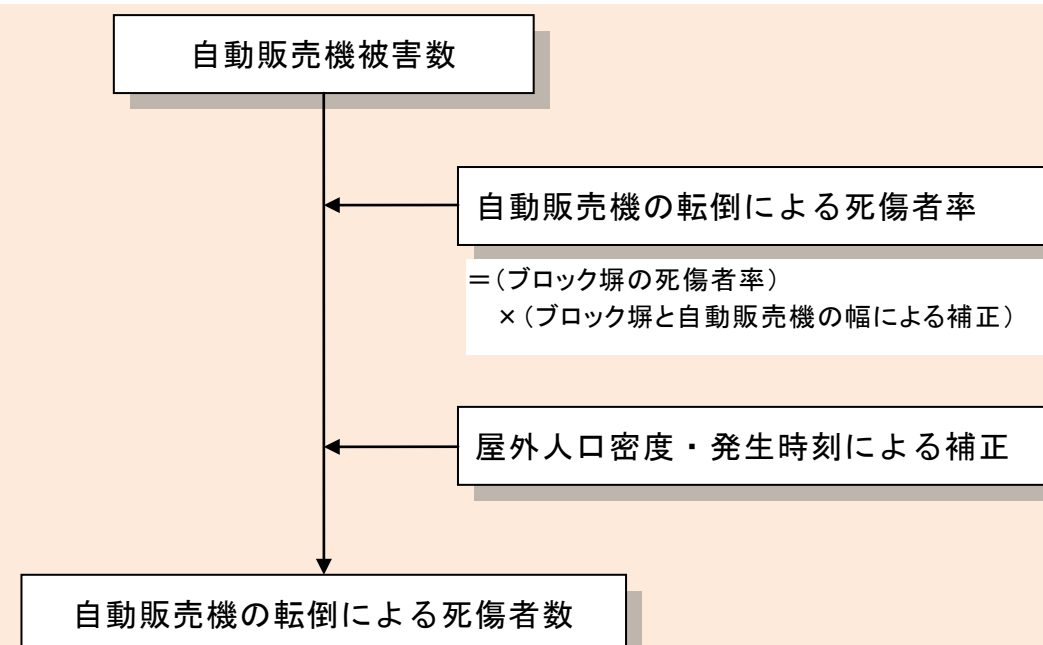 自動販売機被害数
自動販売機の転倒による死傷者率
＝（ブロック塀の死傷者率）
×（ブロック塀と自動販売機の幅による補正）
屋外人口密度・発生時刻による補正
自動販売機の転倒による死傷者数